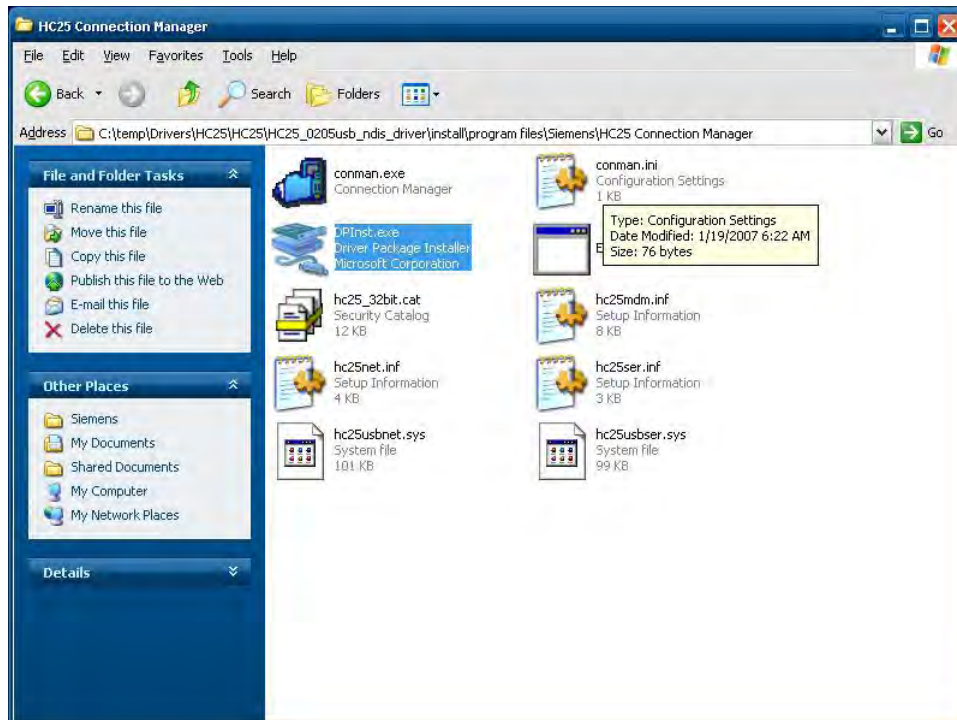 HC25 Connection Manager
File Edit View Favorites Tools Help
Back Search Folders
Address C:\temp\Drivers\HC25\HC25\HC25_0205usb_ndis_driver\install\program files\Siemens\HC25 Connection Manager Go
File and Folder Tasks
Rename this file
Move this file
Copy this file
Publish this file to the Web
E-mail this file
Delete this file
Other Places
Siemens
My Documents
Shared Documents
My Computer
My Network Places
Details
conman.exe
Connection Manager
conman.ini
Configuration Settings
1 KB
DPInst.exe
Driver Package Installer
Microsoft Corporation
E
Type: Configuration Settings
Date Modified: 1/19/2007 6:22 AM
Size: 76 bytes
hc25_32bit.cat
Security Catalog
12 KB
hc25mdm.inf
Setup Information
8 KB
hc25net.inf
Setup Information
4 KB
hc25ser.inf
Setup Information
3 KB
hc25usbnet.sys
System file
101 KB
hc25usbser.sys
System file
99 KB